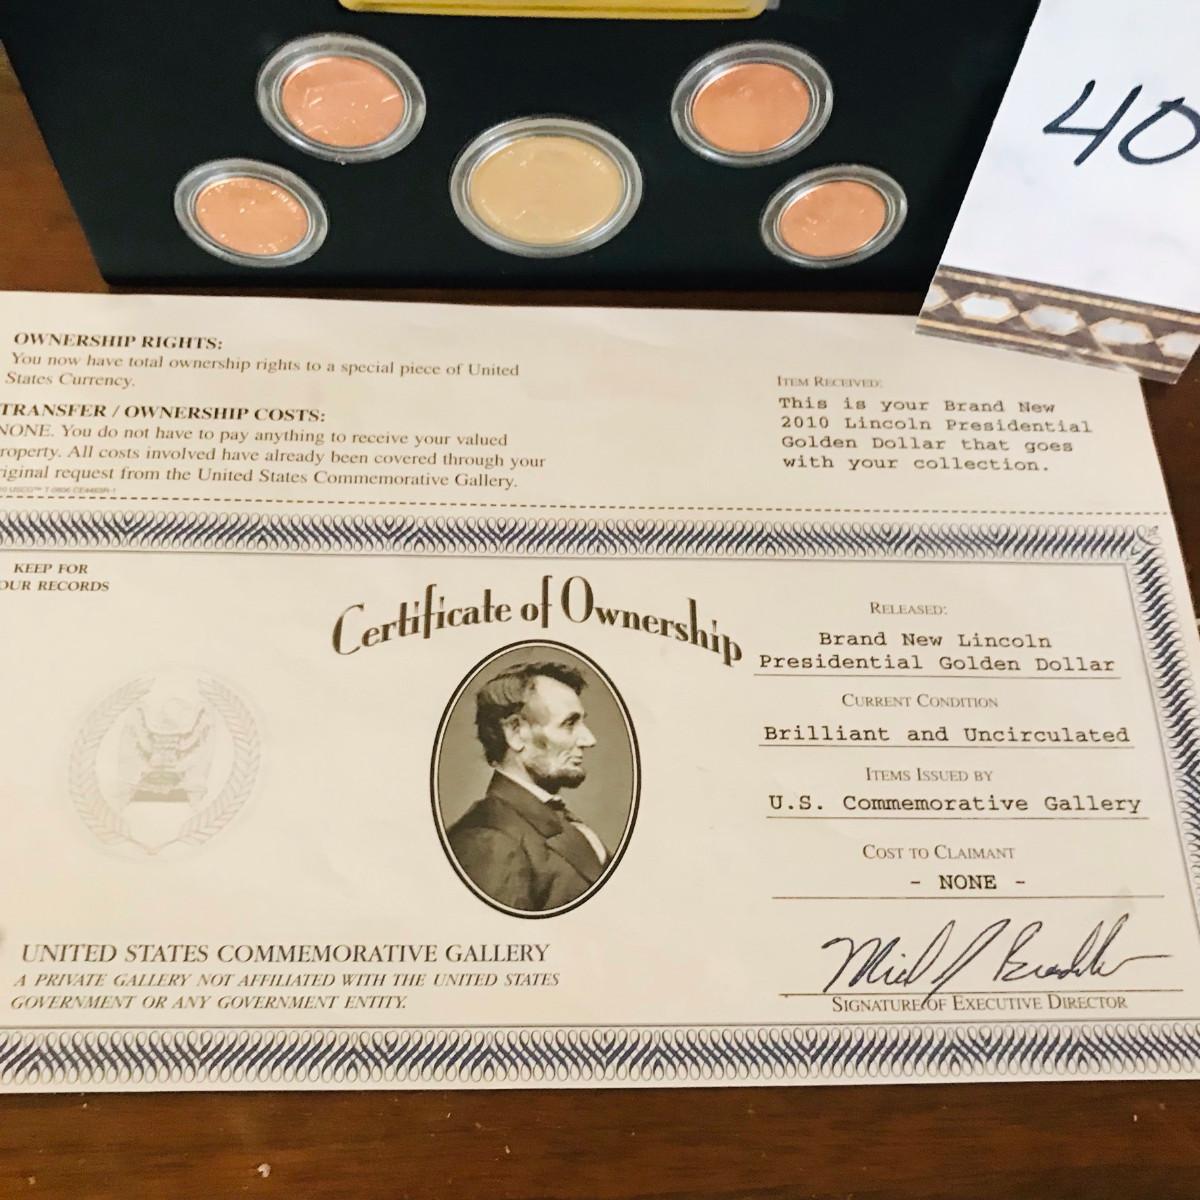 40
OWNERSHIP RIGHTS:
You now have total ownership rights to a special piece of United
States Currency.
TRANSFER / OWNERSHIP COSTS:
NONE. You do not have to pay anything to receive your valued
roperty. All costs involved have already been covered through your
riginal request from the United States Commemorative Gallery.
ITEM RECEIVED:
This is your Brand New
2010 Lincoln Presidential
Golden Dollar that goes
with your collection.
KEEP FOR
OUR RECORDS
Certificate of Ownership
RELEASED:
Brand New Lincoln
Presidential Golden Dollar
CURRENT CONDITION
Brilliant and Uncirculated
ITEMS ISSUED BY
U.S. Commemorative Gallery
COST TO CLAIMANT
- NONE -
SIGNATURE OF EXECUTIVE DIRECTOR
UNITED STATES COMMEMORATIVE GALLERY
A PRIVATE GALLERY NOT AFFILIATED WITH THE UNITED STATES
GOVERNMENT OR ANY GOVERNMENT ENTITY.